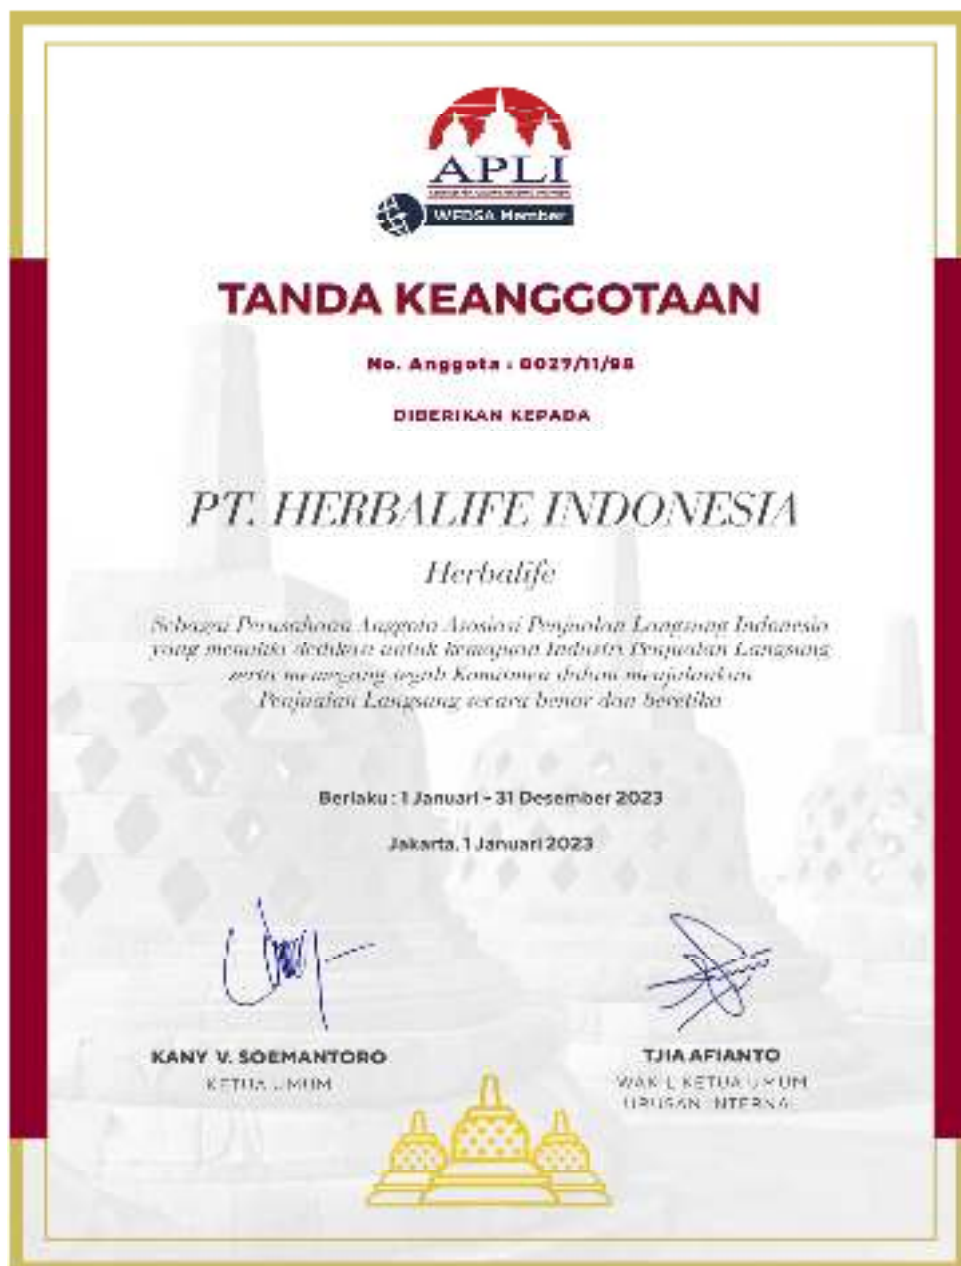 APLI
WFDSA Member
TANDA KEANGGOTAAN
No. Anggota : 0027/11/98
DIBERIKAN KEPADA
PT. HERBALIFE INDONESIA
Herbalife
Sebagai Perusahaan Anggota Asosiasi Penjualan Langsung Indonesia
yang memiliki dedikasi untuk kemajuan Industri Penjualan Langsung
serta memegang teguh Komitmen dalam menjalankan
Penjualan Langsung secara benar dan beretika
Berlaku : 1 Januari - 31 Desember 2023
Jakarta, 1 Januari 2023
KANY V. SOEMANTORO
KETUA UMUM
TJIA AFIANTO
WAKIL KETUA UMUM
URUSAN INTERNAL